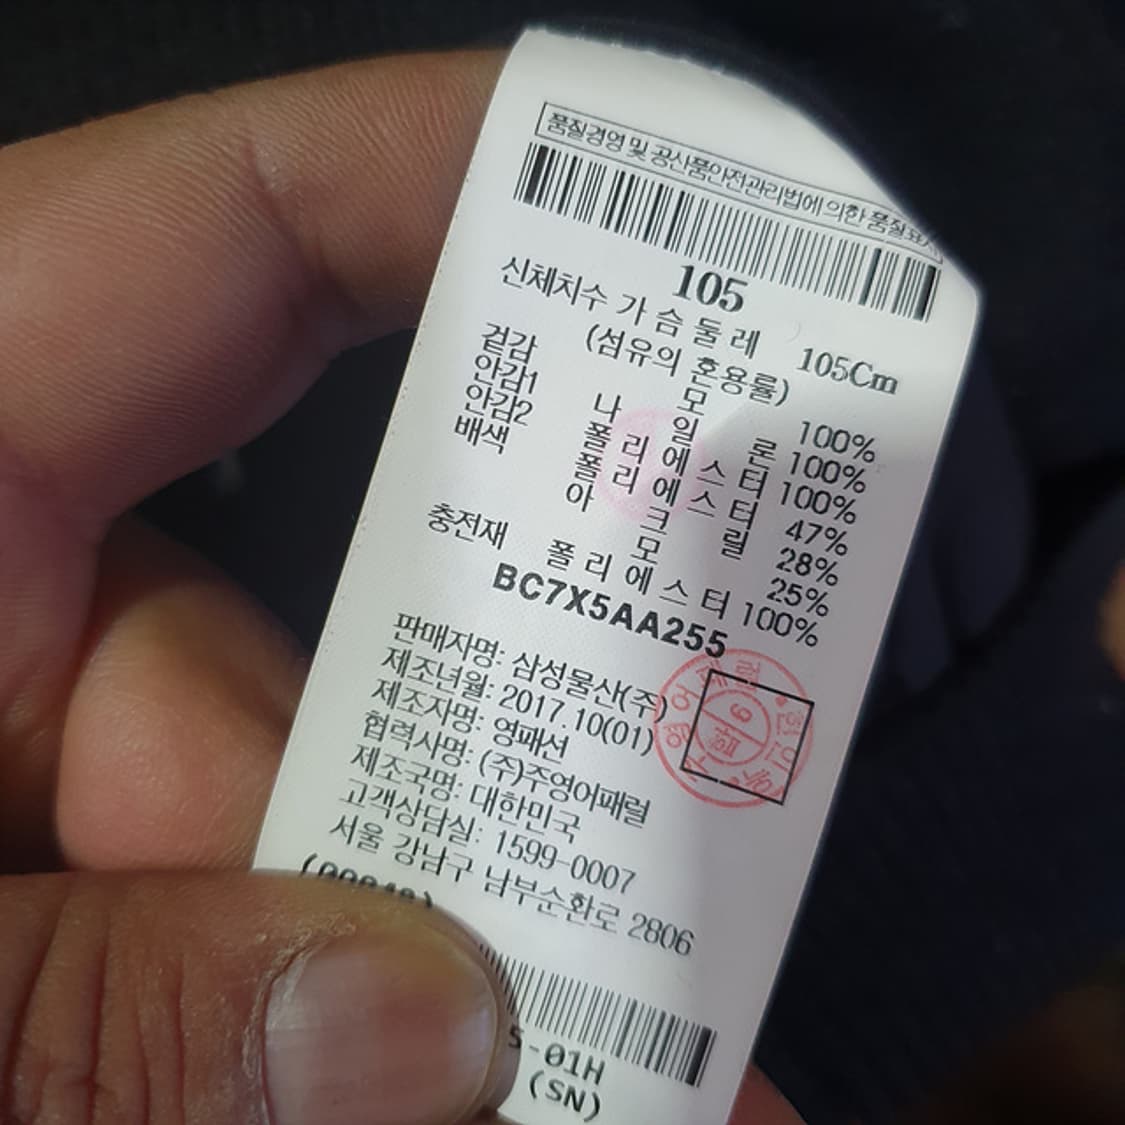 품질경영 및 공산품안전관리법에 의한 품질표시
105
신체치수 가 슴 둘 레 105Cm
(섬유의 혼용률)
겉감 모 100%
안감1 나 일 론 100%
안감2 폴 리 에 스 터 100%
배색 폴 리 에 스 터 47%
아 크 릴 28%
모 25%
충전재 폴 리 에 스 터 100%
BC7X5AA255
판매자명: 삼성물산(주)
제조년월: 2017.10(01)
제조자명: 영패션
협력사명: (주)주영어패럴
제조국명: 대한민국
고객상담실: 1599-0007
서울 강남구 남부순환로 2806
5-01H
(SN)